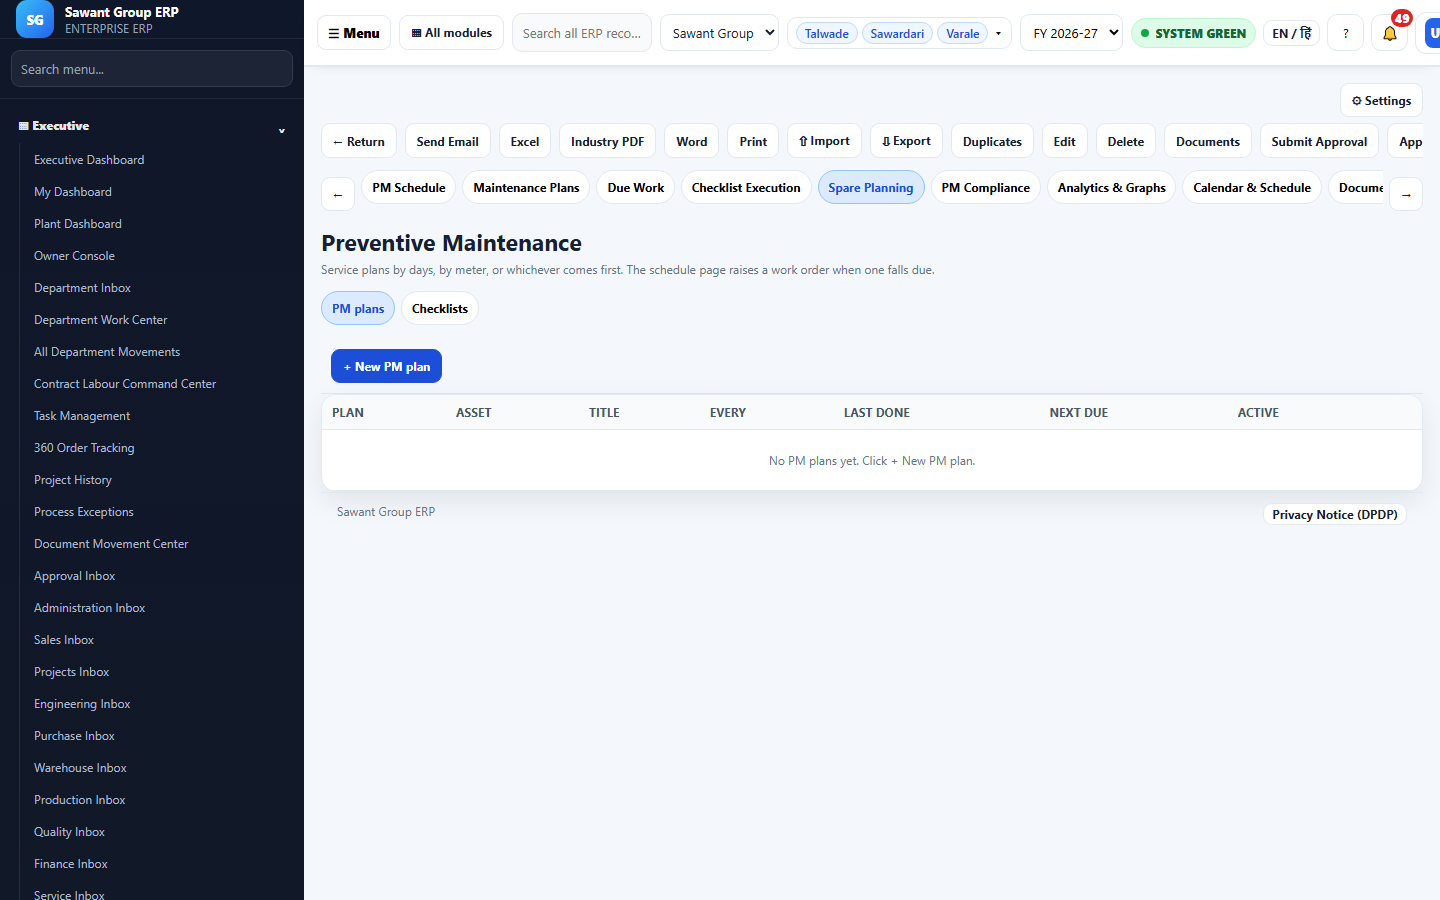 SG
Sawant Group ERP
ENTERPRISE ERP
Search menu...
Executive
Executive Dashboard
My Dashboard
Plant Dashboard
Owner Console
Department Inbox
Department Work Center
All Department Movements
Contract Labour Command Center
Task Management
360 Order Tracking
Project History
Process Exceptions
Document Movement Center
Approval Inbox
Administration Inbox
Sales Inbox
Projects Inbox
Engineering Inbox
Purchase Inbox
Warehouse Inbox
Production Inbox
Quality Inbox
Finance Inbox
Service Inbox
☰ Menu All modules Search all ERP reco... Sawant Group Talwade Sawardari Varale FY 2026-27 SYSTEM GREEN EN / हिं ? 49 U
⚙ Settings
← Return Send Email Excel Industry PDF Word Print ⇧ Import ⇩ Export Duplicates Edit Delete Documents Submit Approval App
← PM Schedule Maintenance Plans Due Work Checklist Execution Spare Planning PM Compliance Analytics & Graphs Calendar & Schedule Docume →
Preventive Maintenance
Service plans by days, by meter, or whichever comes first. The schedule page raises a work order when one falls due.
PM plans Checklists
+ New PM plan
PLAN ASSET TITLE EVERY LAST DONE NEXT DUE ACTIVE
No PM plans yet. Click + New PM plan.
Sawant Group ERP Privacy Notice (DPDP)